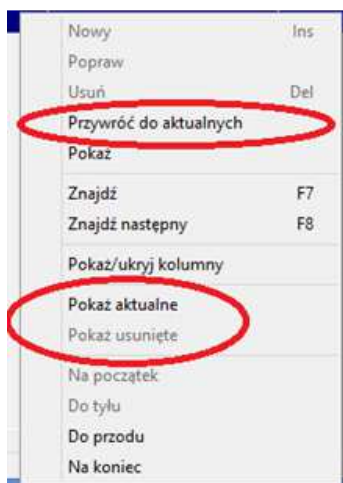 Nowy Ins
Popraw
Usuń Del
Przywróć do aktualnych
Pokaż
Znajdź F7
Znajdź następny F8
Pokaż/ukryj kolumny
Pokaż aktualne
Pokaż usunięte
Na początek
Do tyłu
Do przodu
Na koniec